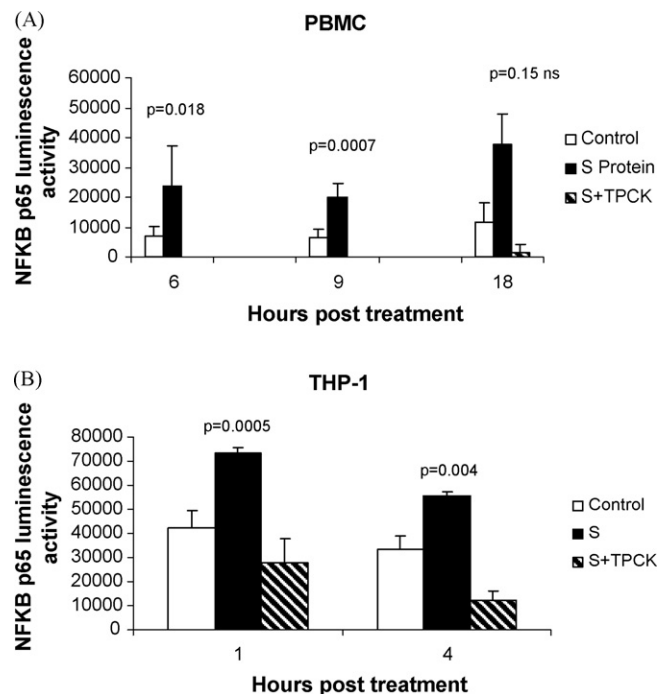 (A)
PBMC
NFKB p65 luminescence
activity
60000
50000
40000
30000
20000
10000
0
p=0.018
p=0.0007
p=0.15 ns
Control
S Protein
S+TPCK
6
9
18
Hours post treatment
(B)
THP-1
NFKB p65 luminescence
activity
80000
70000
60000
50000
40000
30000
20000
10000
0
p=0.0005
p=0.004
Control
S
S+TPCK
1
4
Hours post treatment